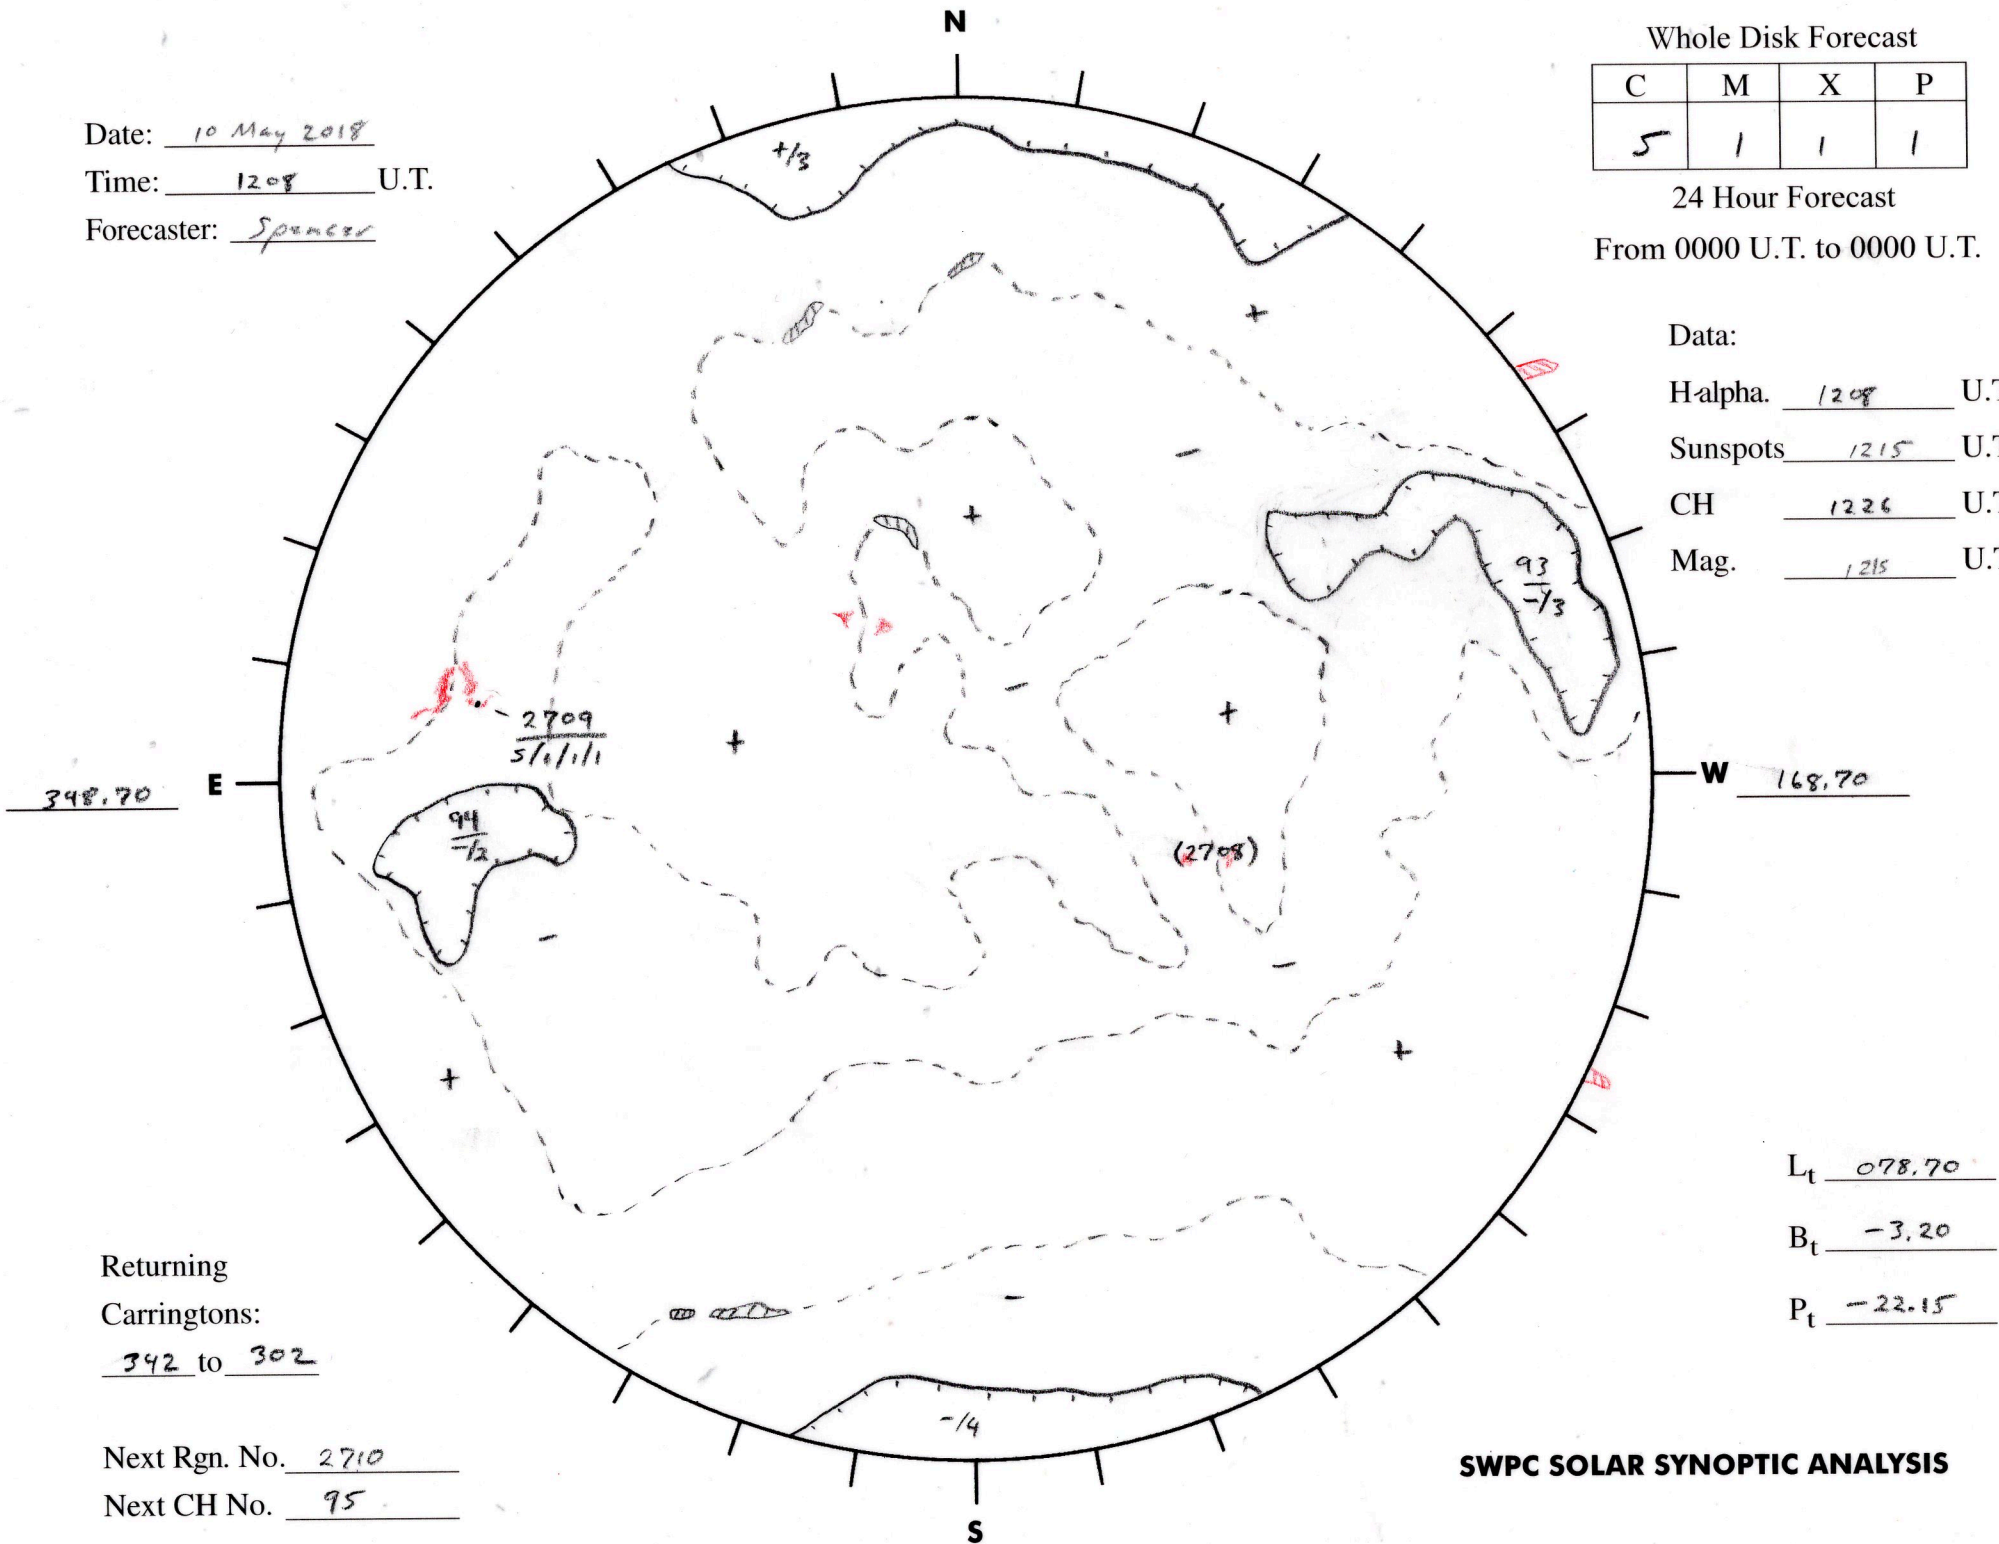 N
Whole Disk Forecast
C M X P
5 1 1 1
24 Hour Forecast
From 0000 U.T. to 0000 U.T.
Date: 10 May 2018
Time: 1208 U.T.
Forecaster: Spencer
Data:
H-alpha. 1208 U.T
Sunspots 1215 U.T
CH 1226 U.T
Mag. 1215 U.T
+/3
+
-
+
93
-/3
-
+
+
2709
5/1/1/1
348.70 E
W 168.70
94
-/2
(2708)
-
-
+
+
Lt 078.70
Bt -3.20
Pt -22.15
Returning
Carringtons:
342 to 302
-
-/4
Next Rgn. No. 2710
Next CH No. 95
SWPC SOLAR SYNOPTIC ANALYSIS
S